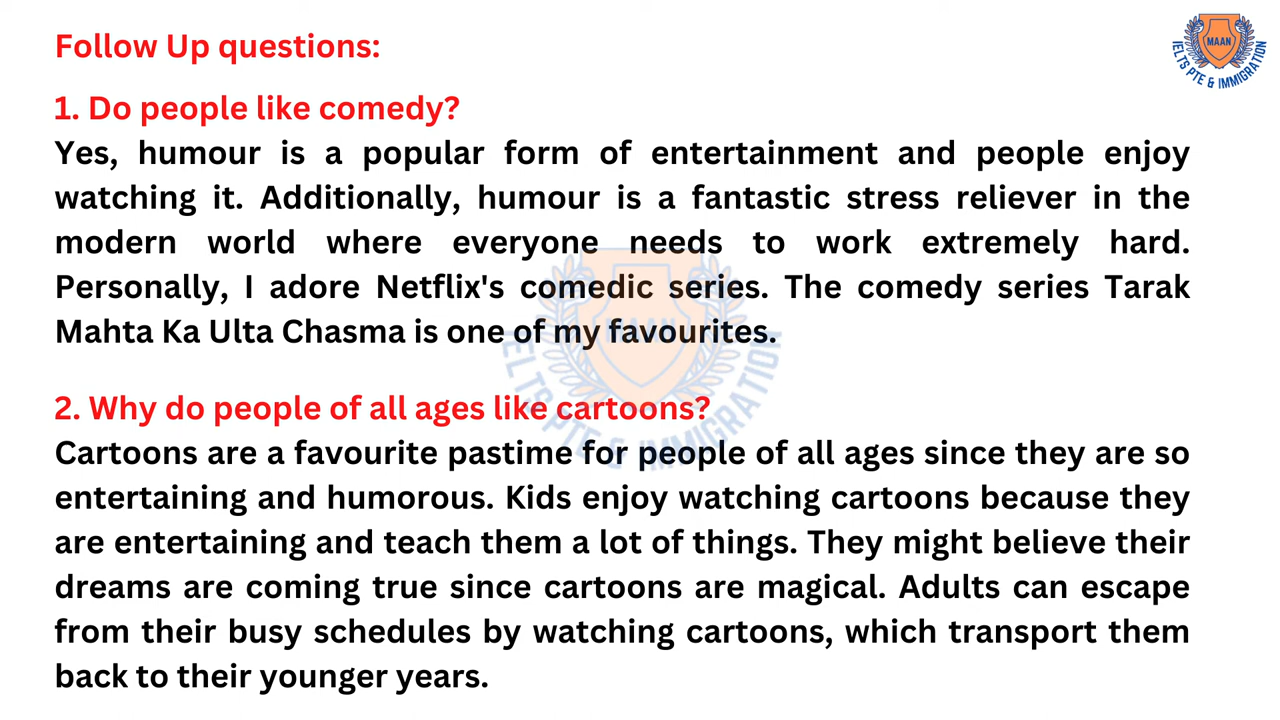 Follow Up questions:
MAAN
IELTS PTE & IMMIGRATION
1. Do people like comedy?
Yes, humour is a popular form of entertainment and people enjoy
watching it. Additionally, humour is a fantastic stress reliever in the
modern world where everyone needs to work extremely hard.
Personally, I adore Netflix's comedic series. The comedy series Tarak
Mahta Ka Ulta Chasma is one of my favourites.
MAAN
IELTS PTE & IMMIGRATION
2. Why do people of all ages like cartoons?
Cartoons are a favourite pastime for people of all ages since they are so
entertaining and humorous. Kids enjoy watching cartoons because they
are entertaining and teach them a lot of things. They might believe their
dreams are coming true since cartoons are magical. Adults can escape
from their busy schedules by watching cartoons, which transport them
back to their younger years.